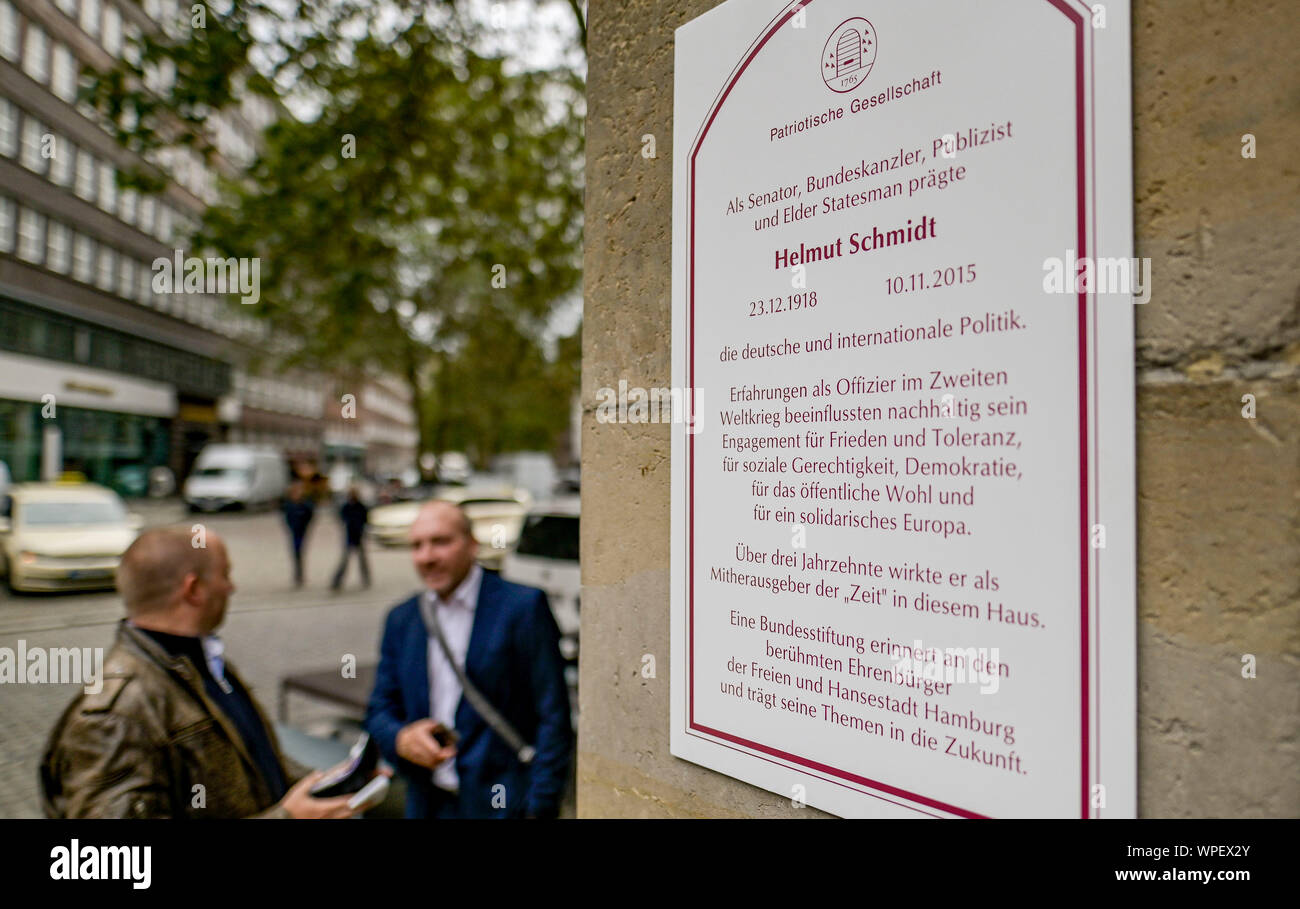 1765
Patriotische Gesellschaft
Als Senator, Bundeskanzler, Publizist
und Elder Statesman prägte
Helmut Schmidt
23.12.1918 10.11.2015
die deutsche und internationale Politik.
Erfahrungen als Offizier im Zweiten
Weltkrieg beeinflussten nachhaltig sein
Engagement für Frieden und Toleranz,
für soziale Gerechtigkeit, Demokratie,
für das öffentliche Wohl und
für ein solidarisches Europa.
Über drei Jahrzehnte wirkte er als
Mitherausgeber der „Zeit" in diesem Haus.
Eine Bundesstiftung erinnert an den
berühmten Ehrenbürger
der Freien und Hansestadt Hamburg
und trägt seine Themen in die Zukunft.
alamy
alamy
Image ID: WPEX2Y
www.alamy.com